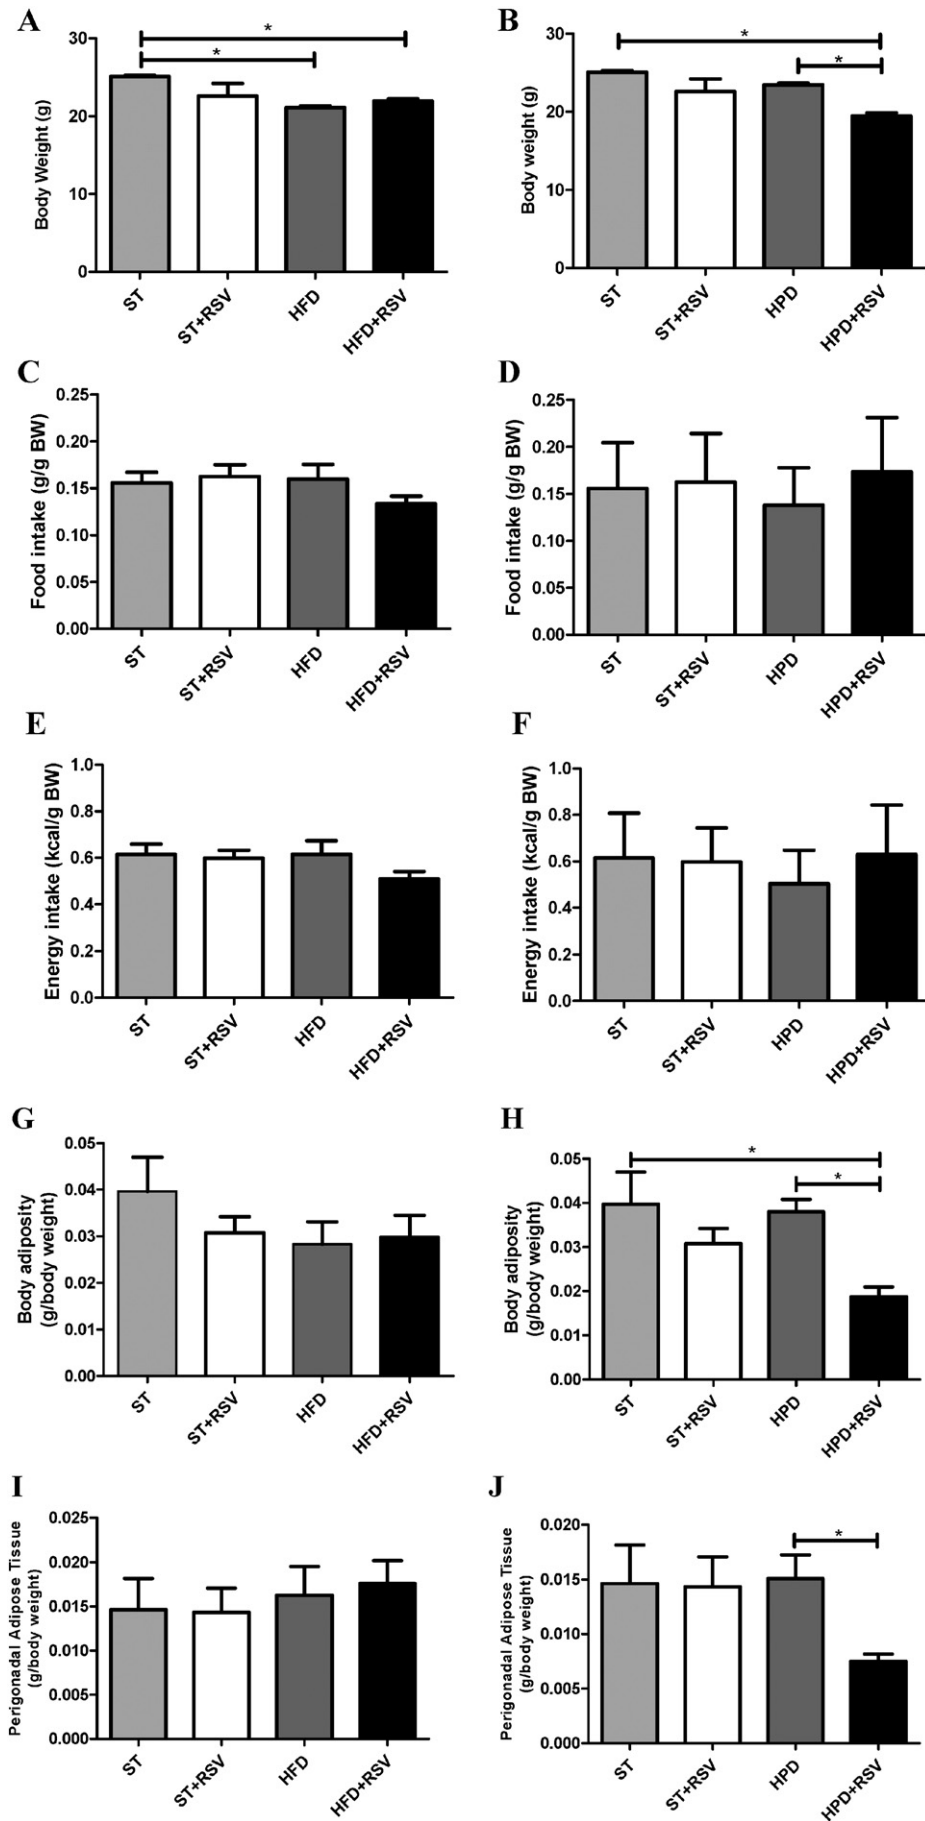 A
Body Weight (g)
30
20
10
0
*
*
ST
ST+RSV
HFD
HFD+RSV
B
Body weight (g)
30
20
10
0
*
*
ST
ST+RSV
HPD
HPD+RSV
C
Food intake (g/g BW)
0.25
0.20
0.15
0.10
0.05
0.00
ST
ST+RSV
HFD
HFD+RSV
D
Food intake (g/g BW)
0.25
0.20
0.15
0.10
0.05
0.00
ST
ST+RSV
HPD
HPD+RSV
E
Energy intake (kcal/g BW)
1.0
0.8
0.6
0.4
0.2
0.0
ST
ST+RSV
HFD
HFD+RSV
F
Energy intake (kcal/g BW)
1.0
0.8
0.6
0.4
0.2
0.0
ST
ST+RSV
HPD
HPD+RSV
G
Body adiposity
(g/body weight)
0.05
0.04
0.03
0.02
0.01
0.00
ST
ST+RSV
HFD
HFD+RSV
H
Body adiposity
(g/body weight)
0.05
0.04
0.03
0.02
0.01
0.00
*
*
ST
ST+RSV
HPD
HPD+RSV
I
Perigonadal Adipose Tissue
(g/body weight)
0.025
0.020
0.015
0.010
0.005
0.000
ST
ST+RSV
HFD
HFD+RSV
J
Perigonadal Adipose Tissue
(g/body weight)
0.020
0.015
0.010
0.005
0.000
*
ST
ST+RSV
HPD
HPD+RSV